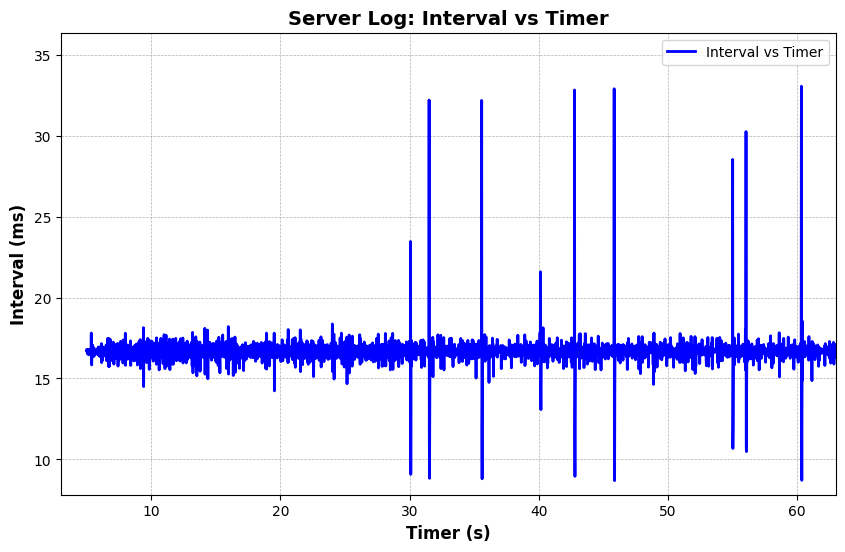 Server Log: Interval vs Timer
Interval vs Timer
Interval (ms)
35
30
25
20
15
10
10 20 30 40 50 60
Timer (s)